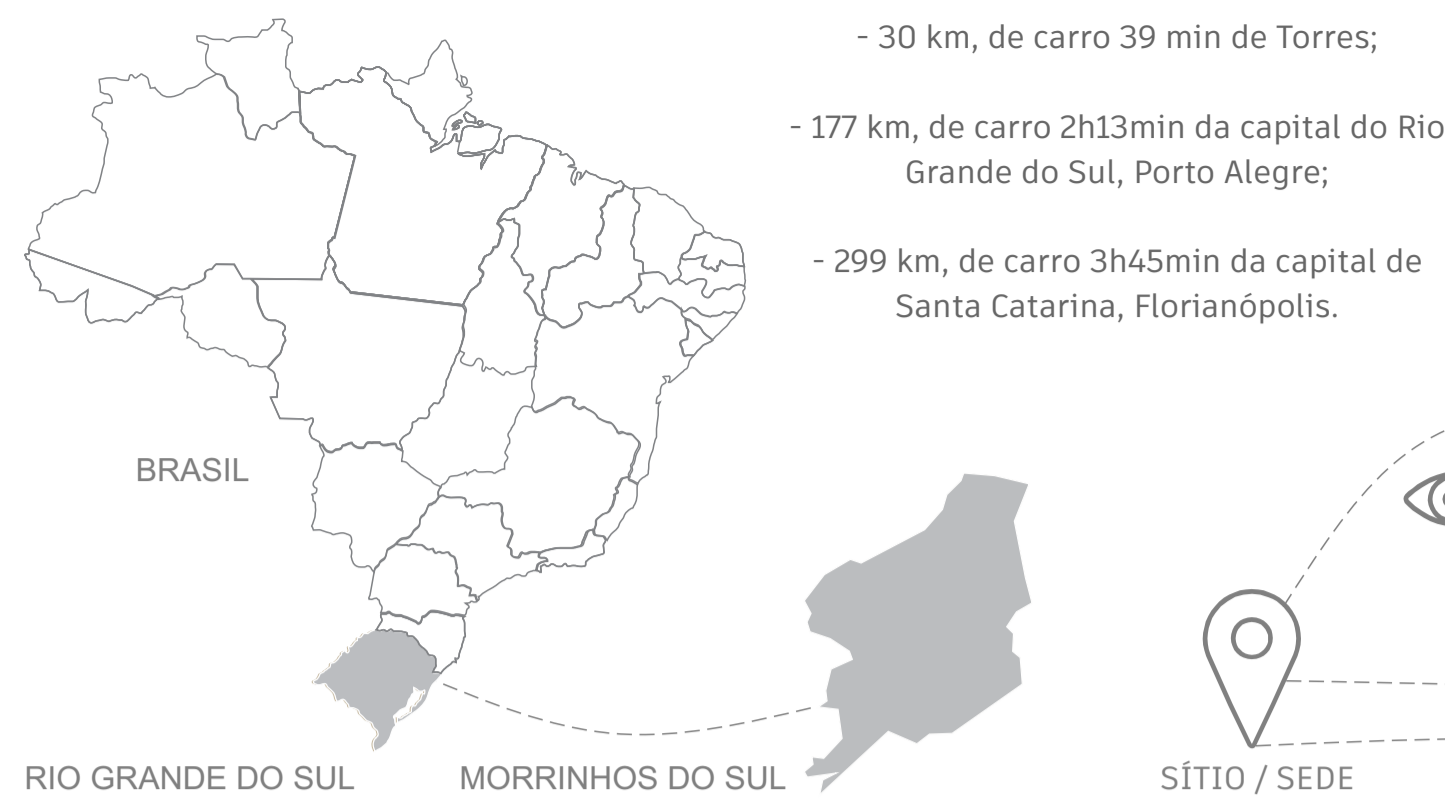 - 30 km, de carro 39 min de Torres;
- 177 km, de carro 2h13min da capital do Rio
Grande do Sul, Porto Alegre;
- 299 km, de carro 3h45min da capital de
Santa Catarina, Florianópolis.
BRASIL
RIO GRANDE DO SUL
MORRINHOS DO SUL
SÍTIO / SEDE